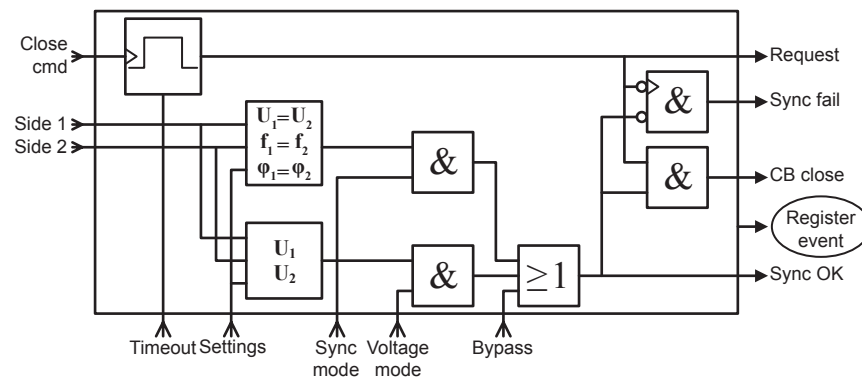 Close
cmd
Request
Side 1
Side 2
U₁=U₂
f₁=f₂
φ₁=φ₂
&
&
Sync fail
&
CB close
U₁
U₂
&
≥1
Register
event
Sync OK
Timeout
Settings
Sync
mode
Voltage
mode
Bypass